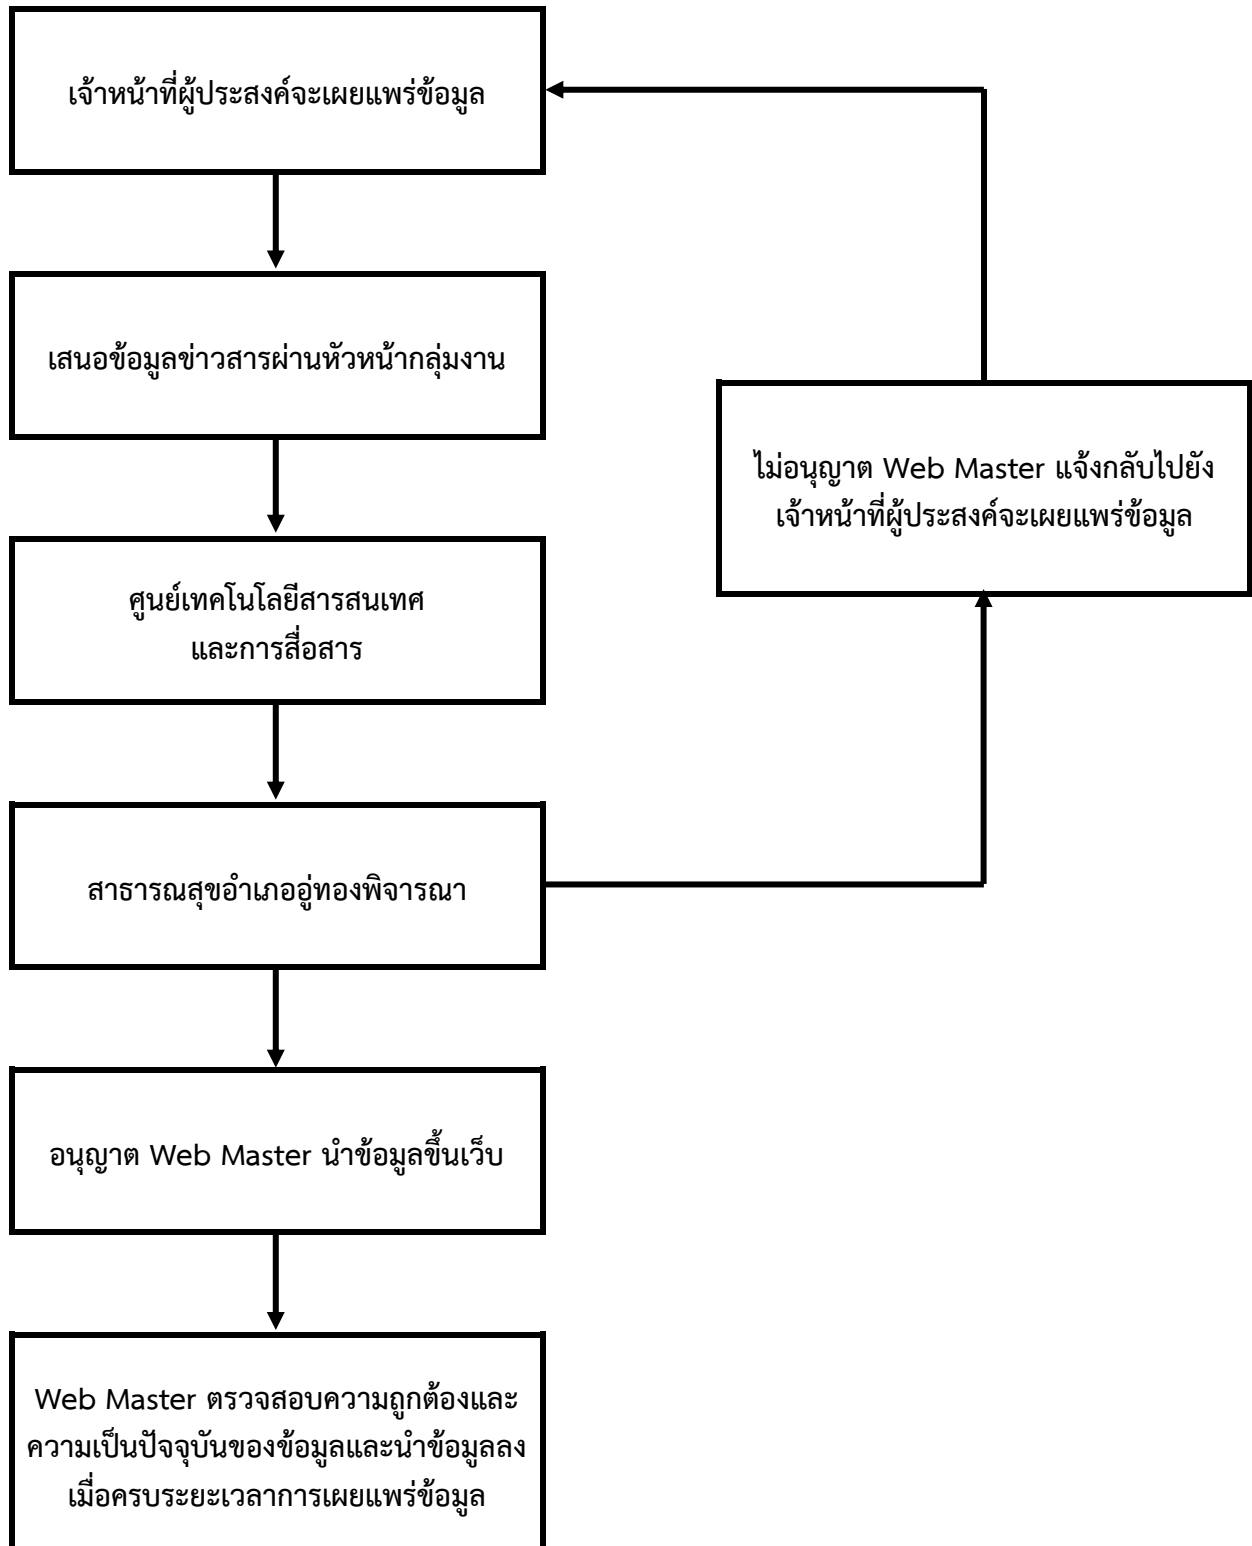 เจ้าหน้าที่ผู้ประสงค์จะเผยแพร่ข้อมูล
เสนอข้อมูลข่าวสารผ่านหัวหน้ากลุ่มงาน
ไม่อนุญาต Web Master แจ้งกลับไปยัง
เจ้าหน้าที่ผู้ประสงค์จะเผยแพร่ข้อมูล
ศูนย์เทคโนโลยีสารสนเทศ
และการสื่อสาร
สาธารณสุขอำเภออู่ทองพิจารณา
อนุญาต Web Master นำข้อมูลขึ้นเว็บ
Web Master ตรวจสอบความถูกต้องและ
ความเป็นปัจจุบันของข้อมูลและนำข้อมูลลง
เมื่อครบระยะเวลาการเผยแพร่ข้อมูล